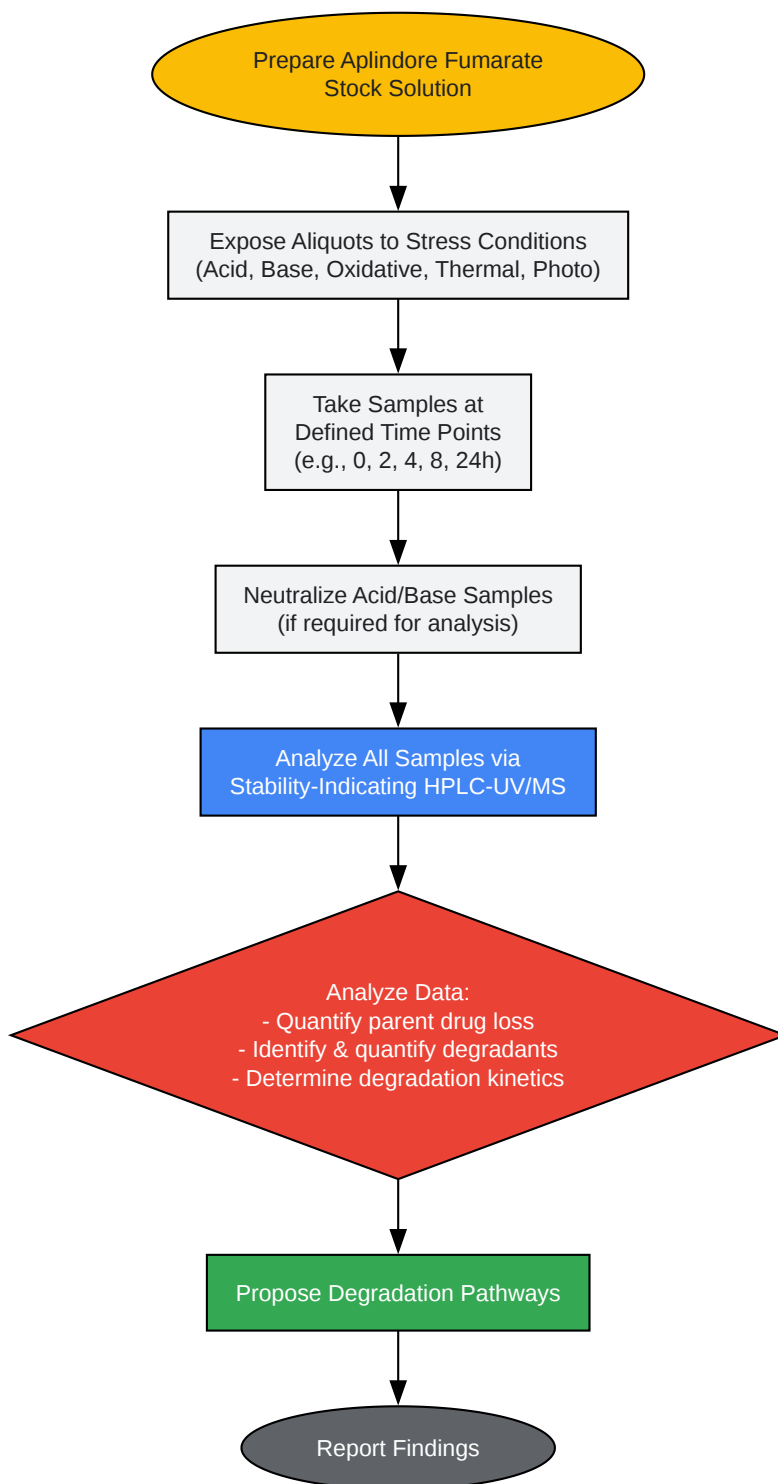 Prepare Aplindore Fumarate
Stock Solution
Expose Aliquots to Stress Conditions
(Acid, Base, Oxidative, Thermal, Photo)
Take Samples at
Defined Time Points
(e.g., 0, 2, 4, 8, 24h)
Neutralize Acid/Base Samples
(if required for analysis)
Analyze All Samples via
Stability-Indicating HPLC-UV/MS
Analyze Data:
- Quantify parent drug loss
- Identify & quantify degradants
- Determine degradation kinetics
Propose Degradation Pathways
Report Findings